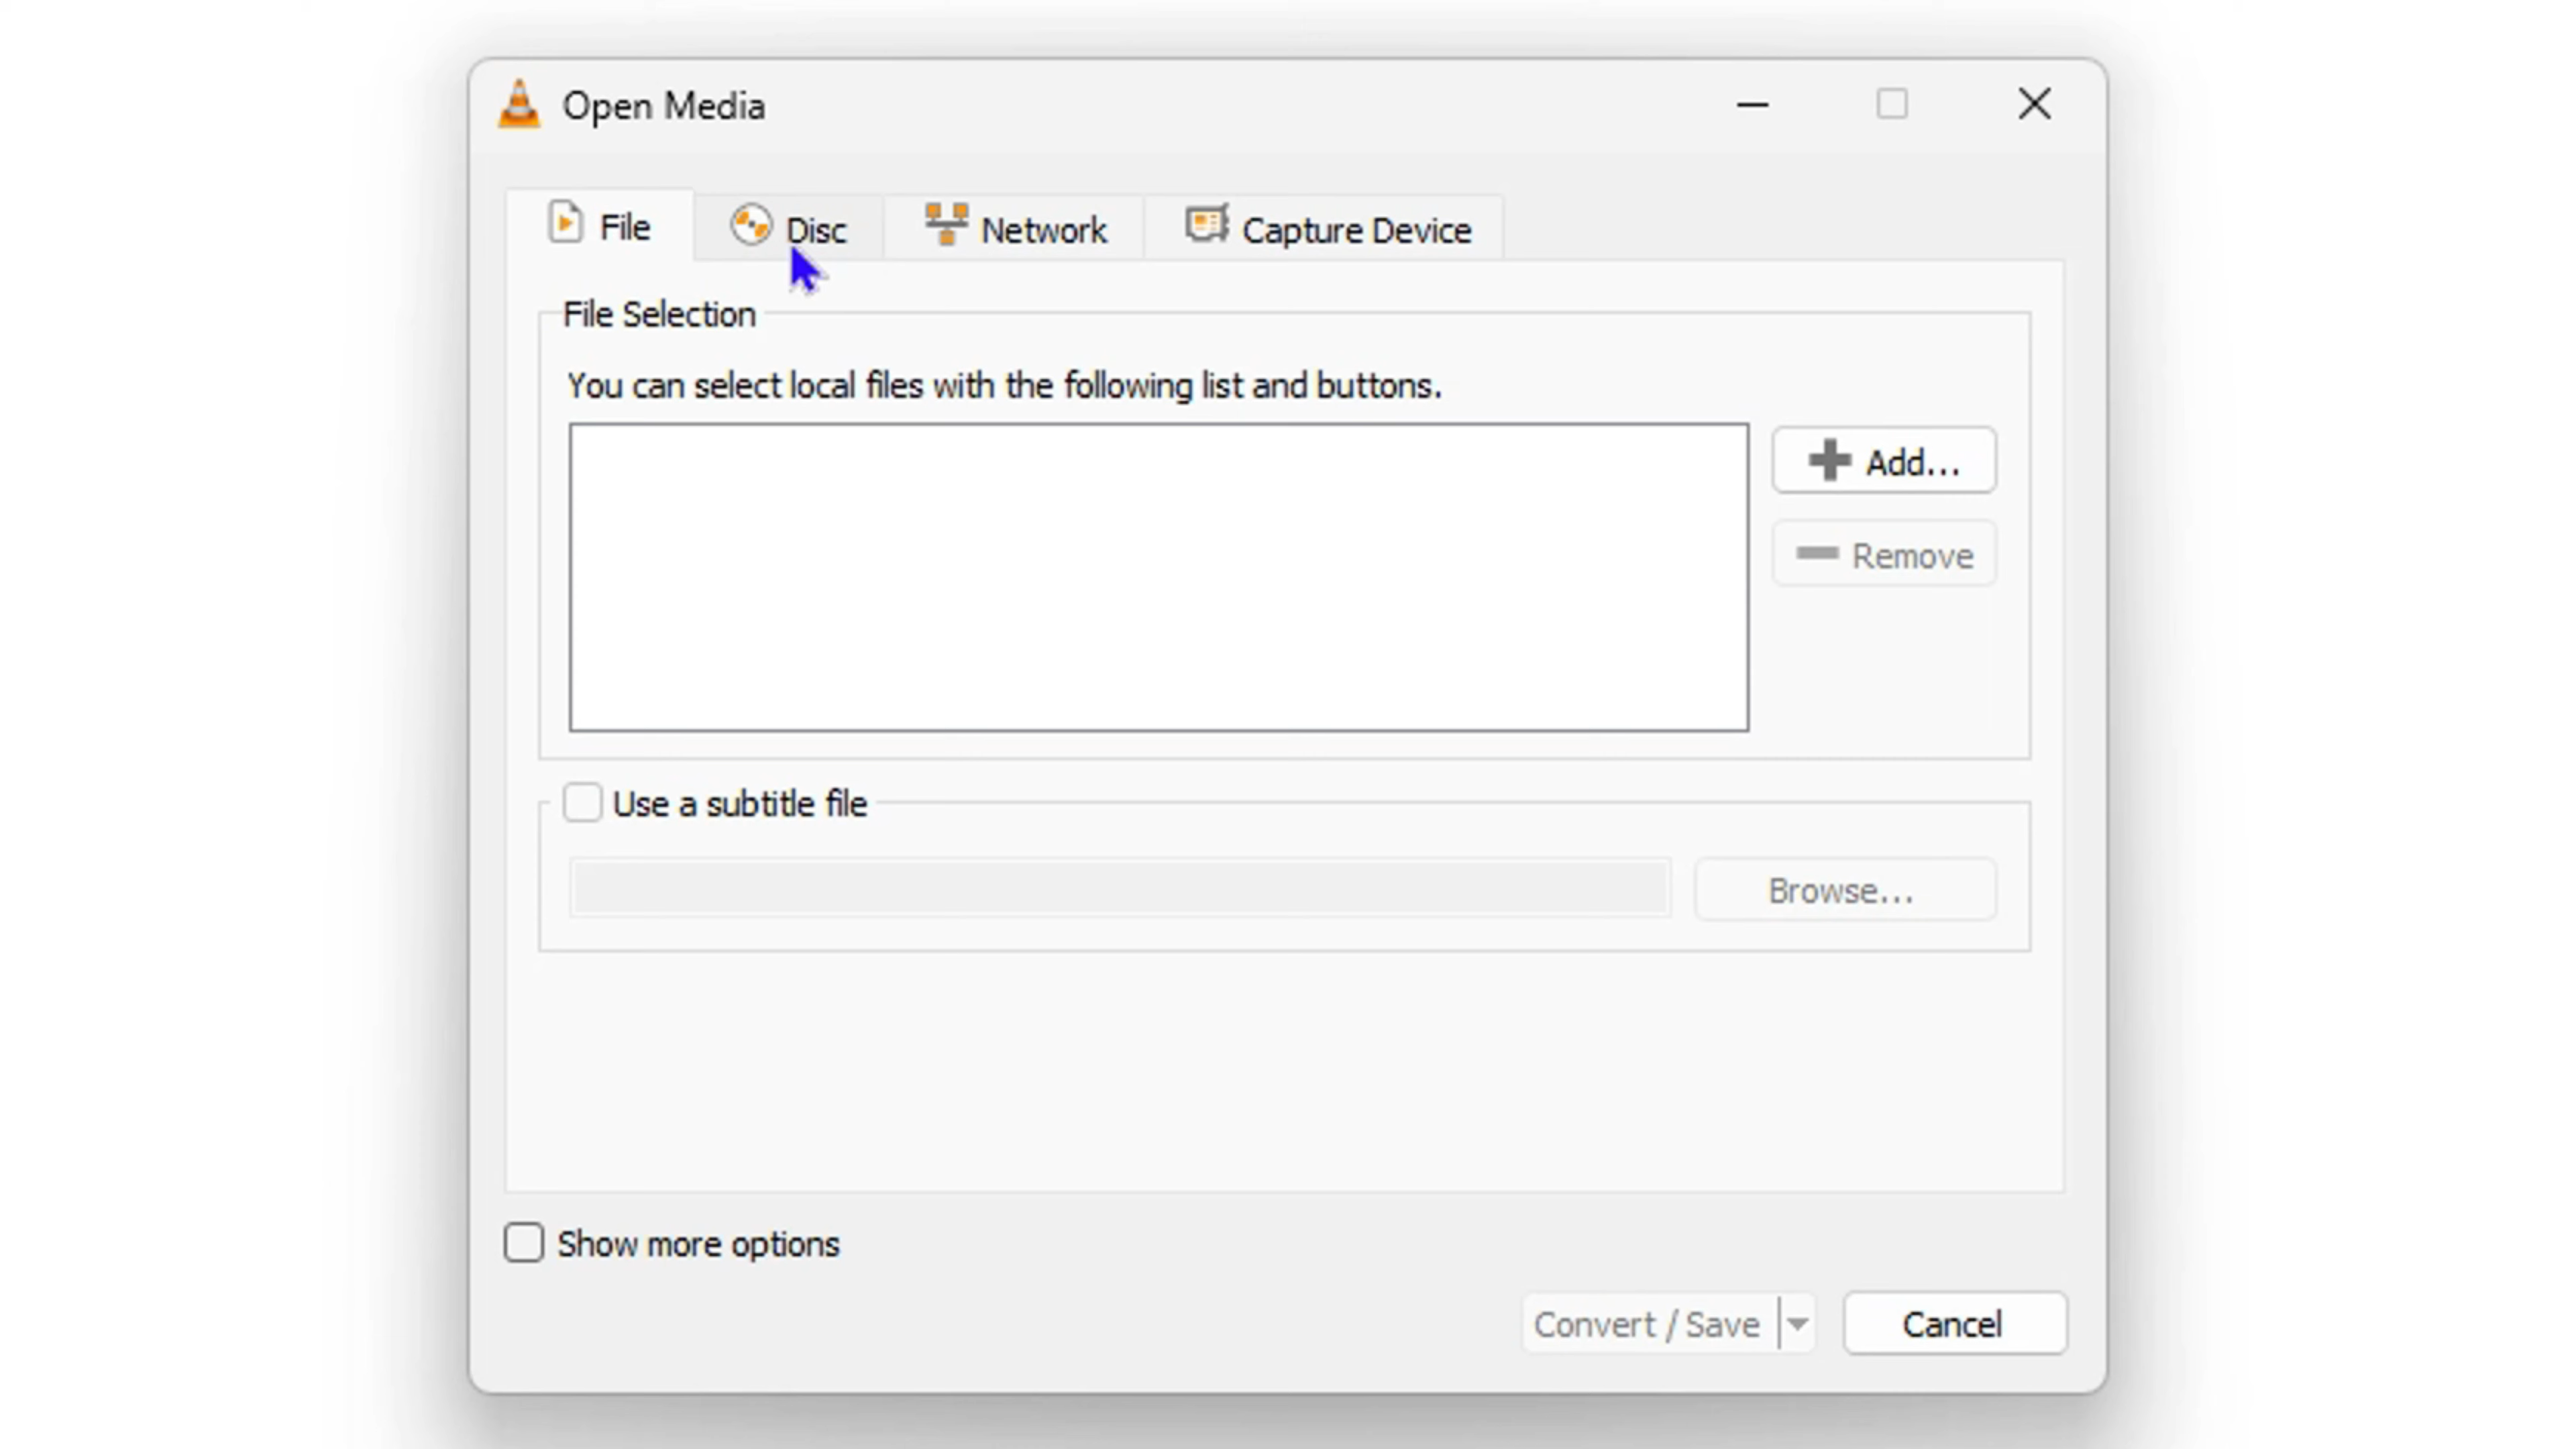 Open Media
File Disc Network Capture Device
File Selection
You can select local files with the following list and buttons.
Add...
Remove
Use a subtitle file
Browse...
Show more options
Convert / Save Cancel